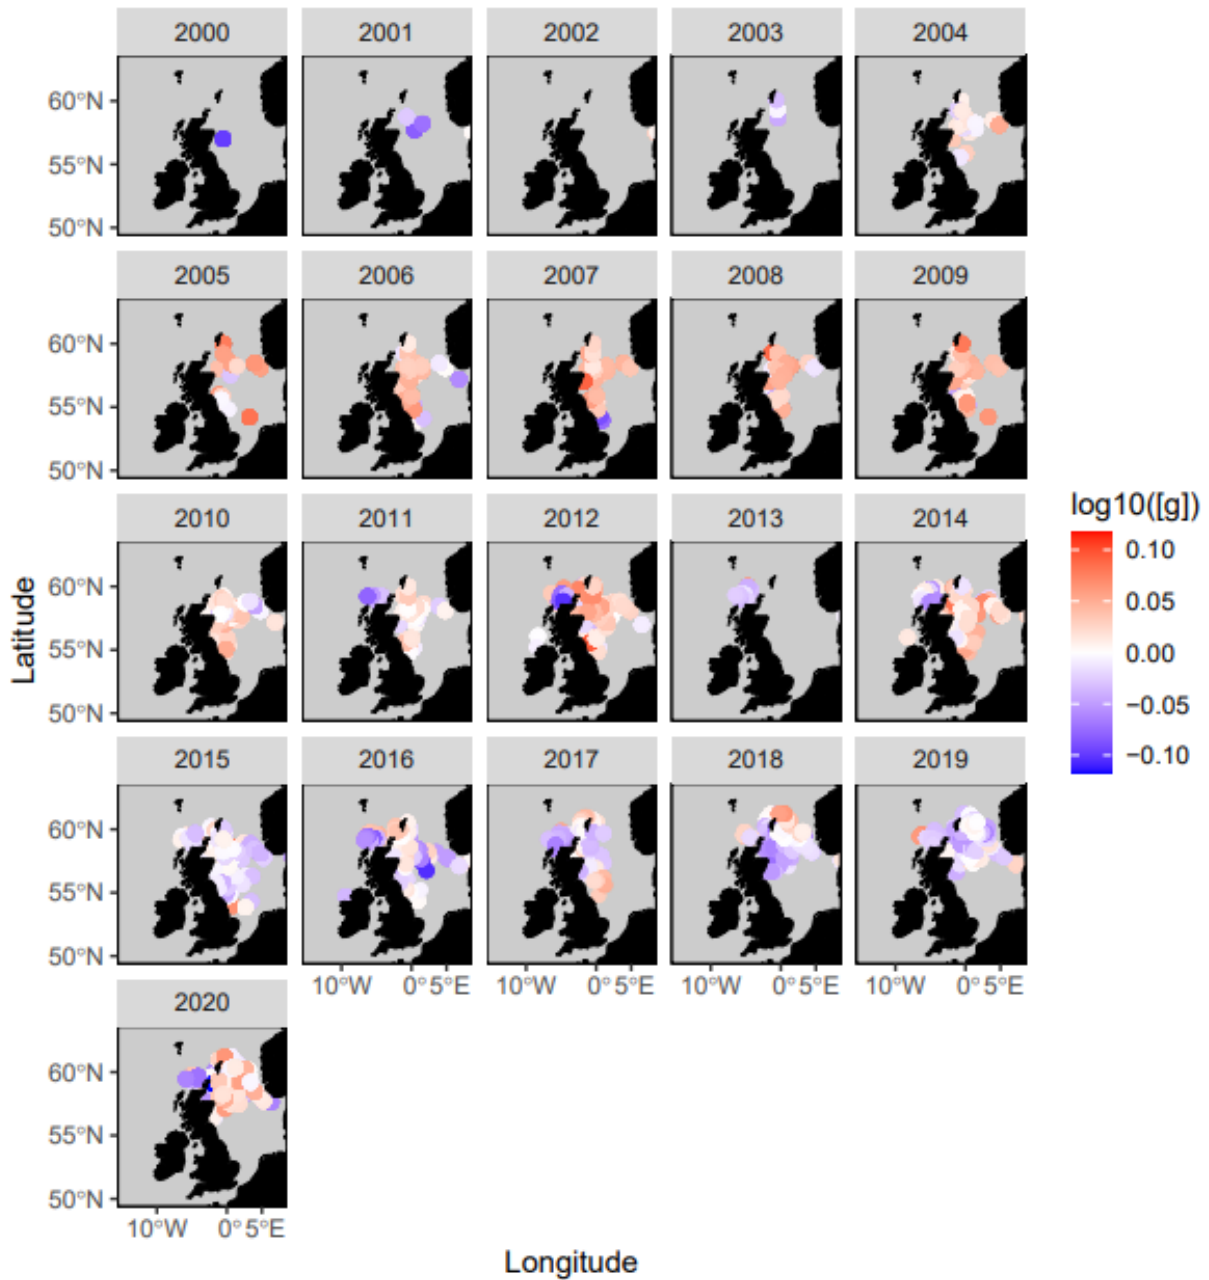 2000 2001 2002 2003 2004
60°N
55°N
50°N
2005 2006 2007 2008 2009
60°N
55°N
50°N
2010 2011 2012 2013 2014
60°N
55°N
50°N
2015 2016 2017 2018 2019
60°N
55°N
50°N
10°W 0° 5°E 10°W 0° 5°E 10°W 0° 5°E 10°W 0° 5°E
2020
60°N
55°N
50°N
10°W 0° 5°E
Longitude
Latitude
log10([g])
0.10
0.05
0.00
−0.05
−0.10